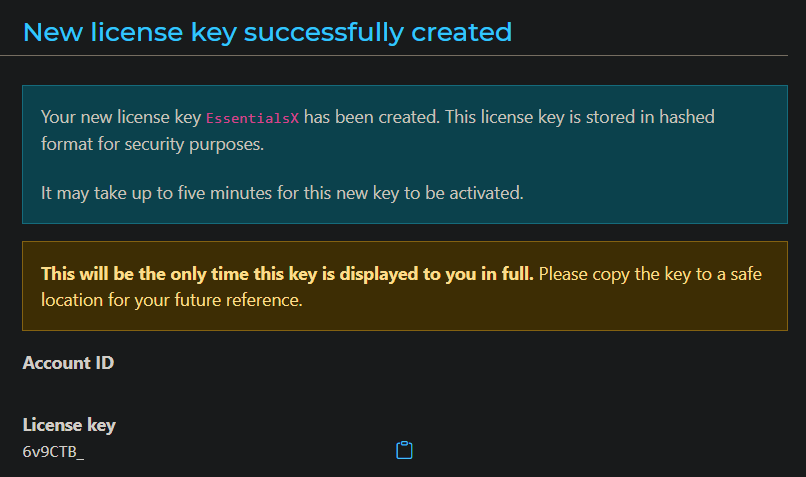 New license key successfully created
Your new license key EssentialsX has been created. This license key is stored in hashed
format for security purposes.
It may take up to five minutes for this new key to be activated.
This will be the only time this key is displayed to you in full. Please copy the key to a safe
location for your future reference.
Account ID
License key
6v9CTB_